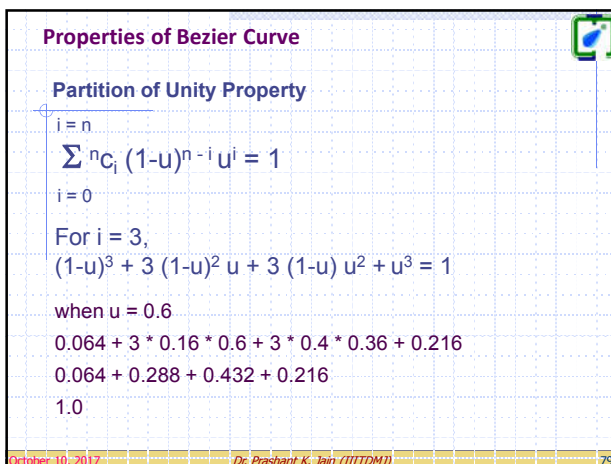 Properties of Bezier Curve
Partition of Unity Property
i = n
Σ ⁿcᵢ (1-u)ⁿ ⁻ ⁱ uⁱ = 1
i = 0
For i = 3,
(1-u)³ + 3 (1-u)² u + 3 (1-u) u² + u³ = 1
when u = 0.6
0.064 + 3 * 0.16 * 0.6 + 3 * 0.4 * 0.36 + 0.216
0.064 + 0.288 + 0.432 + 0.216
1.0
October 10, 2017 Dr. Prashant K. Jain (IIITDMJ) 79